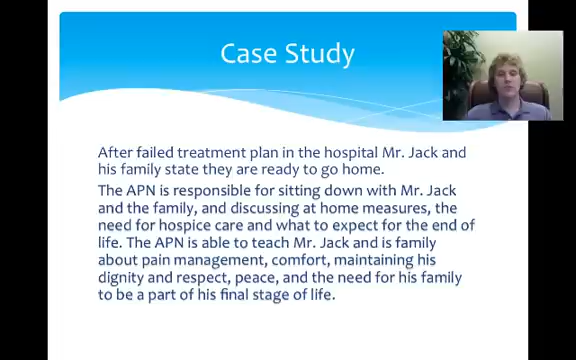 Case Study
After failed treatment plan in the hospital Mr. Jack and
his family state they are ready to go home.
The APN is responsible for sitting down with Mr. Jack
and the family, and discussing at home measures, the
need for hospice care and what to expect for the end of
life. The APN is able to teach Mr. Jack and is family
about pain management, comfort, maintaining his
dignity and respect, peace, and the need for his family
to be a part of his final stage of life.